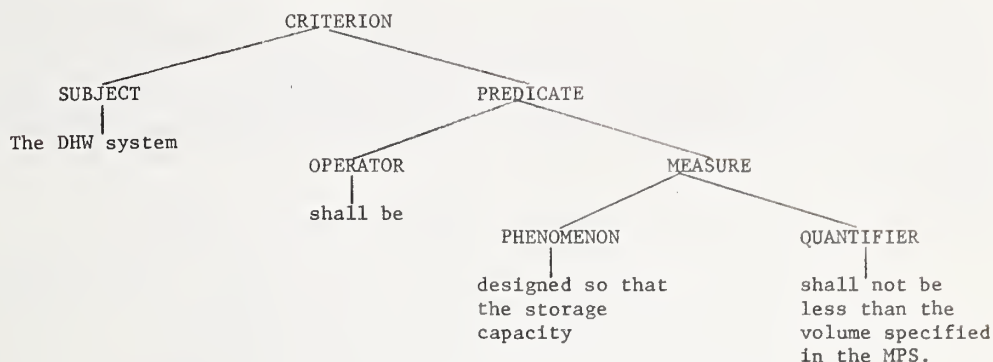 CRITERION
SUBJECT
PREDICATE
The DHW system
OPERATOR
MEASURE
shall be
PHENOMENON
QUANTIFIER
designed so that
the storage
capacity
shall not be
less than the
volume specified
in the MPS.